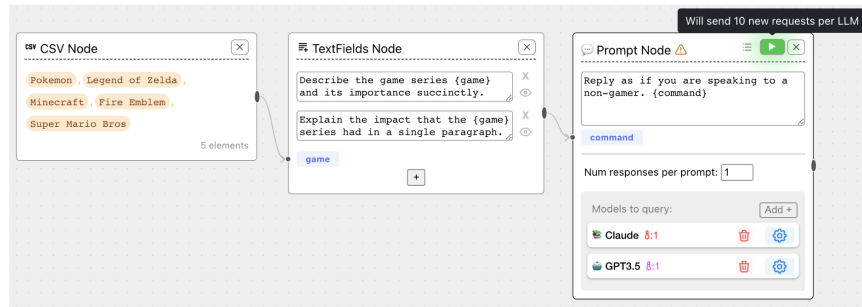 Will send 10 new requests per LLM
CSV CSV Node
Pokemon, Legend of Zelda,
Minecraft, Fire Emblem,
Super Mario Bros
5 elements
TextFields Node
Describe the game series {game}
and its importance succinctly.
X
Explain the impact that the {game}
series had in a single paragraph.
X
game
+
Prompt Node
Reply as if you are speaking to a
non-gamer. {command}
command
Num responses per prompt: 1
Models to query:
Add +
Claude 🌡:1
GPT3.5 🌡:1